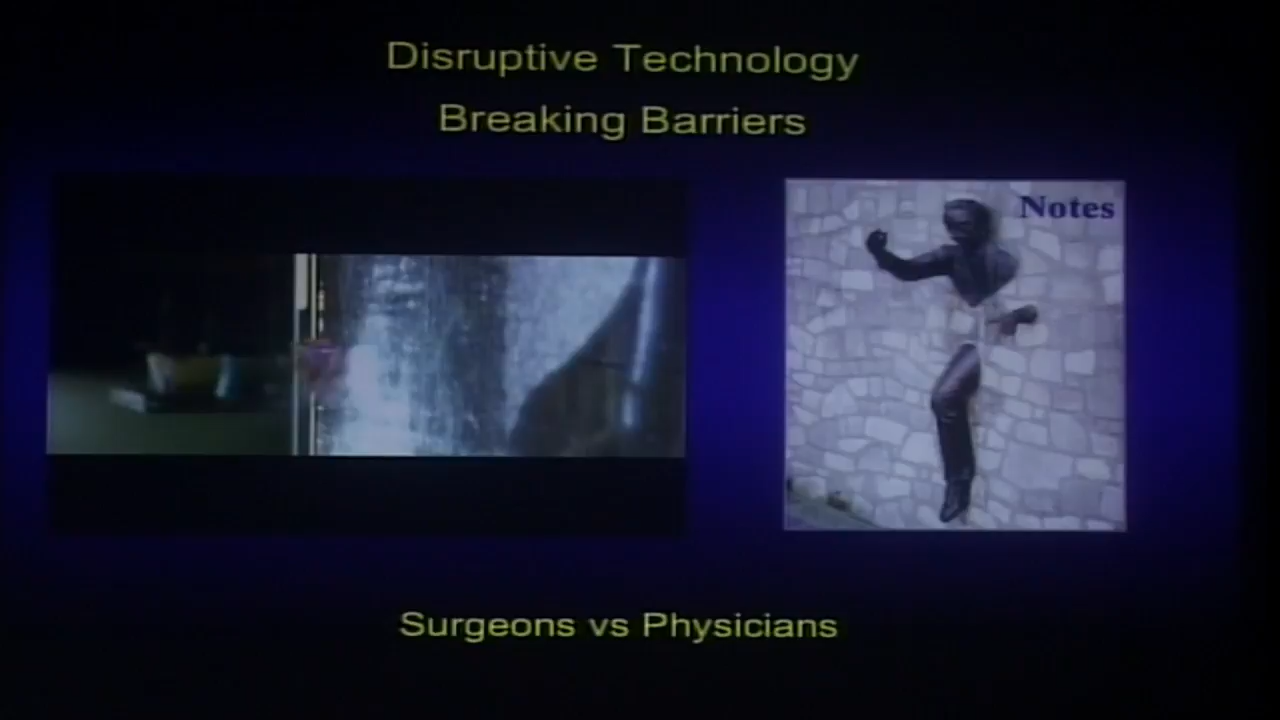 Disruptive Technology
Breaking Barriers
Notes
Surgeons vs Physicians